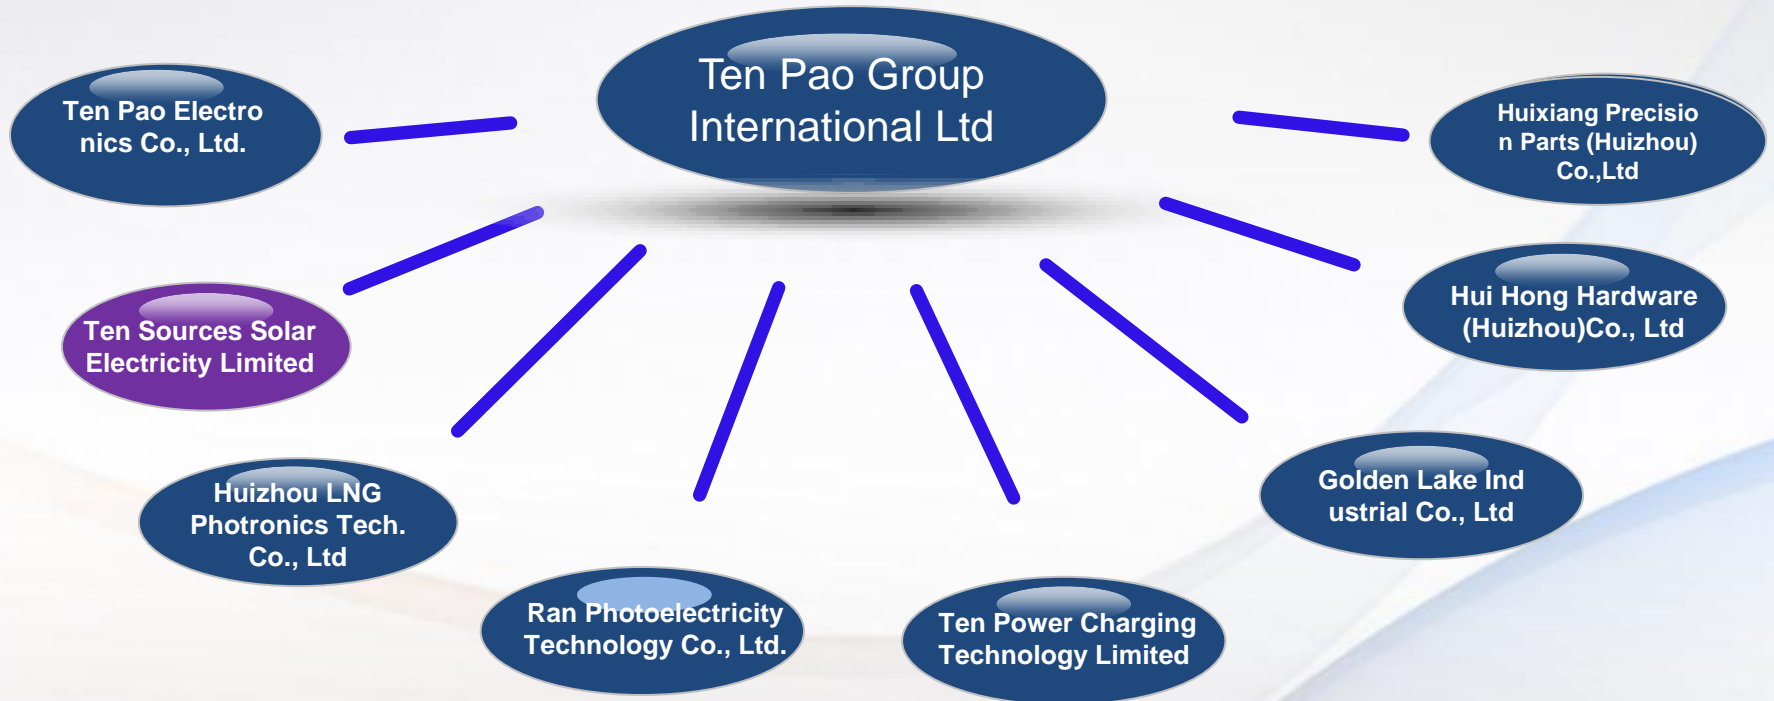 Ten Pao Group
International Ltd
Ten Pao Electro
nics Co., Ltd.
Huixiang Precisio
n Parts (Huizhou)
Co.,Ltd
Ten Sources Solar
Electricity Limited
Hui Hong Hardware
(Huizhou)Co., Ltd
Huizhou LNG
Photronics Tech.
Co., Ltd
Golden Lake Ind
ustrial Co., Ltd
Ran Photoelectricity
Technology Co., Ltd.
Ten Power Charging
Technology Limited